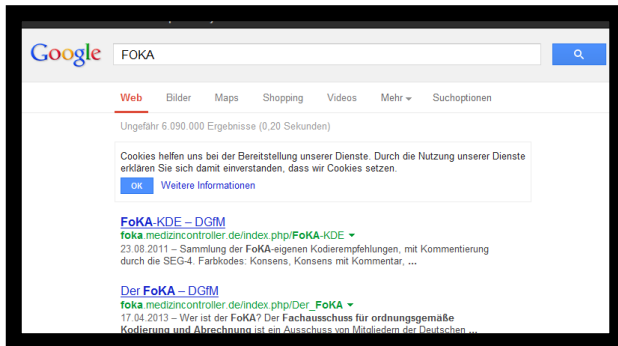 Google FOKA
Web Bilder Maps Shopping Videos Mehr Suchoptionen
Ungefähr 6.090.000 Ergebnisse (0,20 Sekunden)
Cookies helfen uns bei der Bereitstellung unserer Dienste. Durch die Nutzung unserer Dienste
erklären Sie sich damit einverstanden, dass wir Cookies setzen.
OK Weitere Informationen
FoKA-KDE – DGfM
foka.medizincontroller.de/index.php/FoKA-KDE
23.08.2011 – Sammlung der FoKA-eigenen Kodierempfehlungen, mit Kommentierung
durch die SEG-4. Farbkodes: Konsens, Konsens mit Kommentar, ...
Der FoKA – DGfM
foka.medizincontroller.de/index.php/Der_FoKA
17.04.2013 – Wer ist der FoKA? Der Fachausschuss für ordnungsgemäße
Kodierung und Abrechnung ist ein Ausschuss von Mitgliedern der Deutschen ...